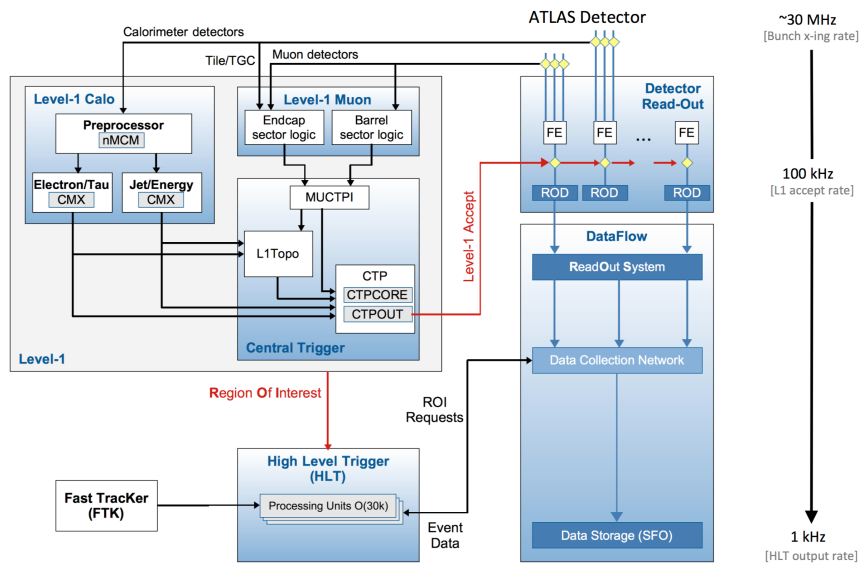 ATLAS Detector
~30 MHz
[Bunch x-ing rate]
Calorimeter detectors
Muon detectors
Tile/TGC
Level-1 Calo
Preprocessor
nMCM
Electron/Tau
CMX
Jet/Energy
CMX
Level-1 Muon
Endcap
sector logic
Barrel
sector logic
MUCTPI
L1Topo
CTP
CTPCORE
CTPOUT
Central Trigger
Level-1
Level-1 Accept
Detector
Read-Out
FE
FE
...
FE
ROD
ROD
ROD
100 kHz
[L1 accept rate]
DataFlow
ReadOut System
Data Collection Network
Data Storage (SFO)
Region Of Interest
ROI
Requests
High Level Trigger
(HLT)
Processing Units O(30k)
Fast TracKer
(FTK)
Event
Data
1 kHz
[HLT output rate]